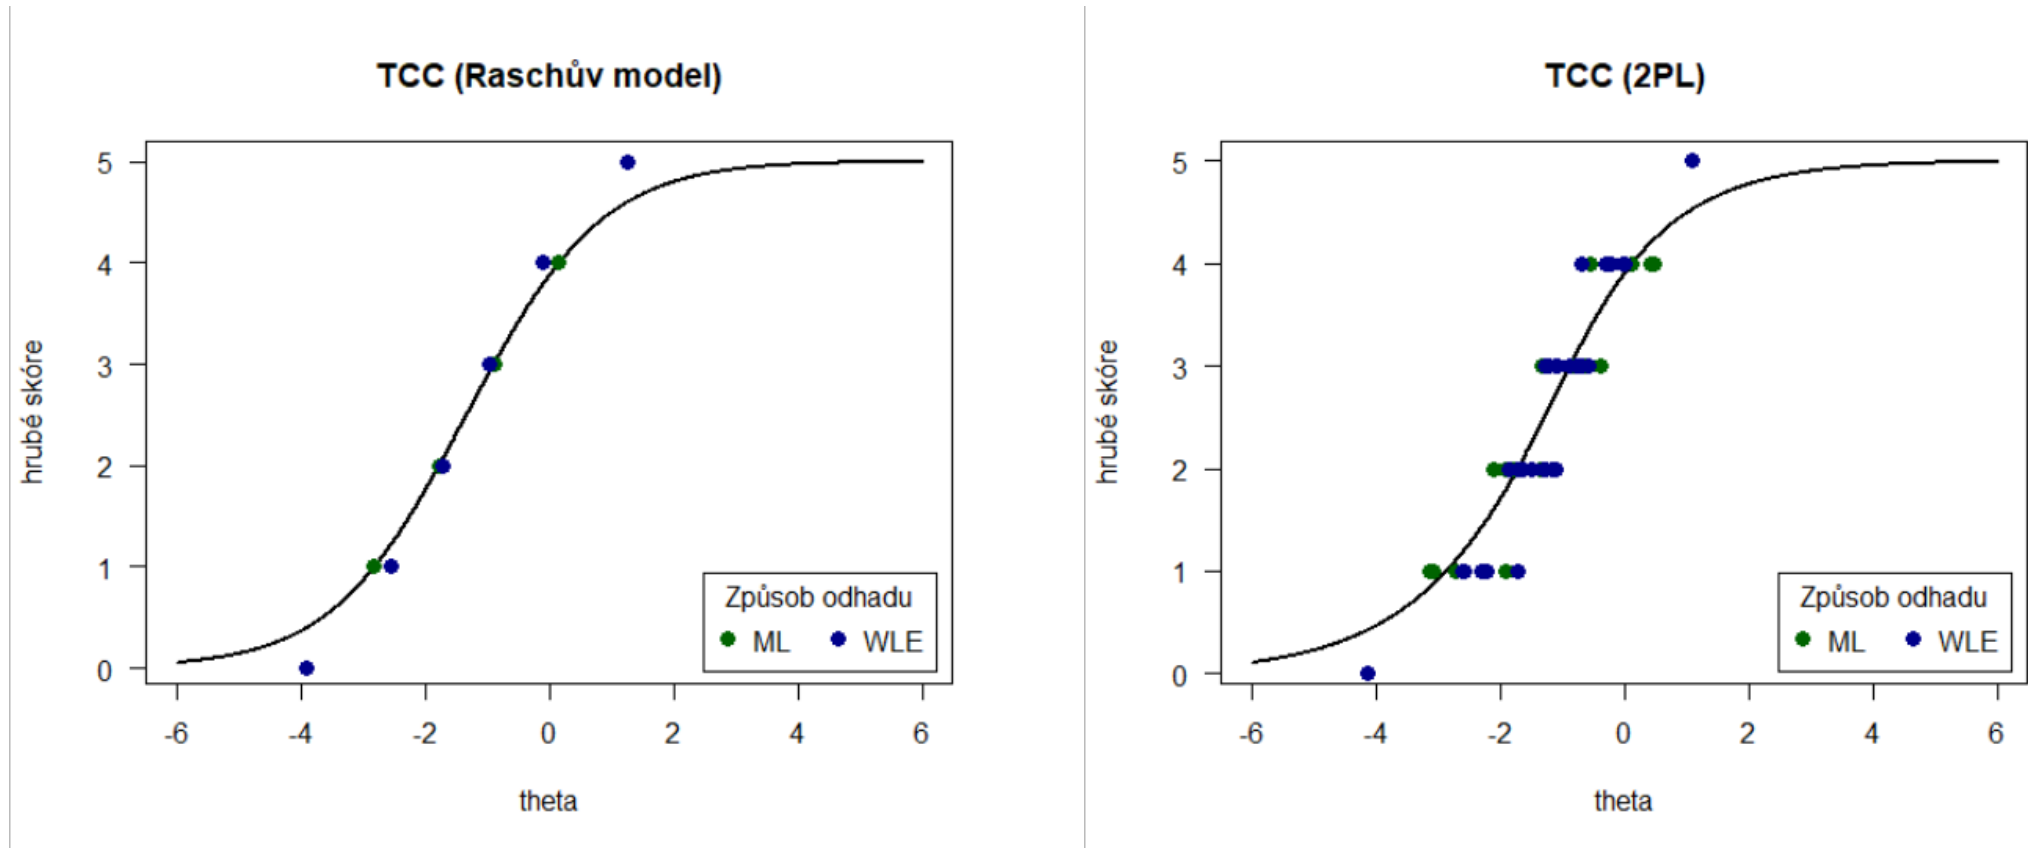 TCC (Raschův model)
hrubé skóre
5
4
3
2
1
0
-6 -4 -2 0 2 4 6
theta
Způsob odhadu
ML WLE
TCC (2PL)
hrubé skóre
5
4
3
2
1
0
-6 -4 -2 0 2 4 6
theta
Způsob odhadu
ML WLE